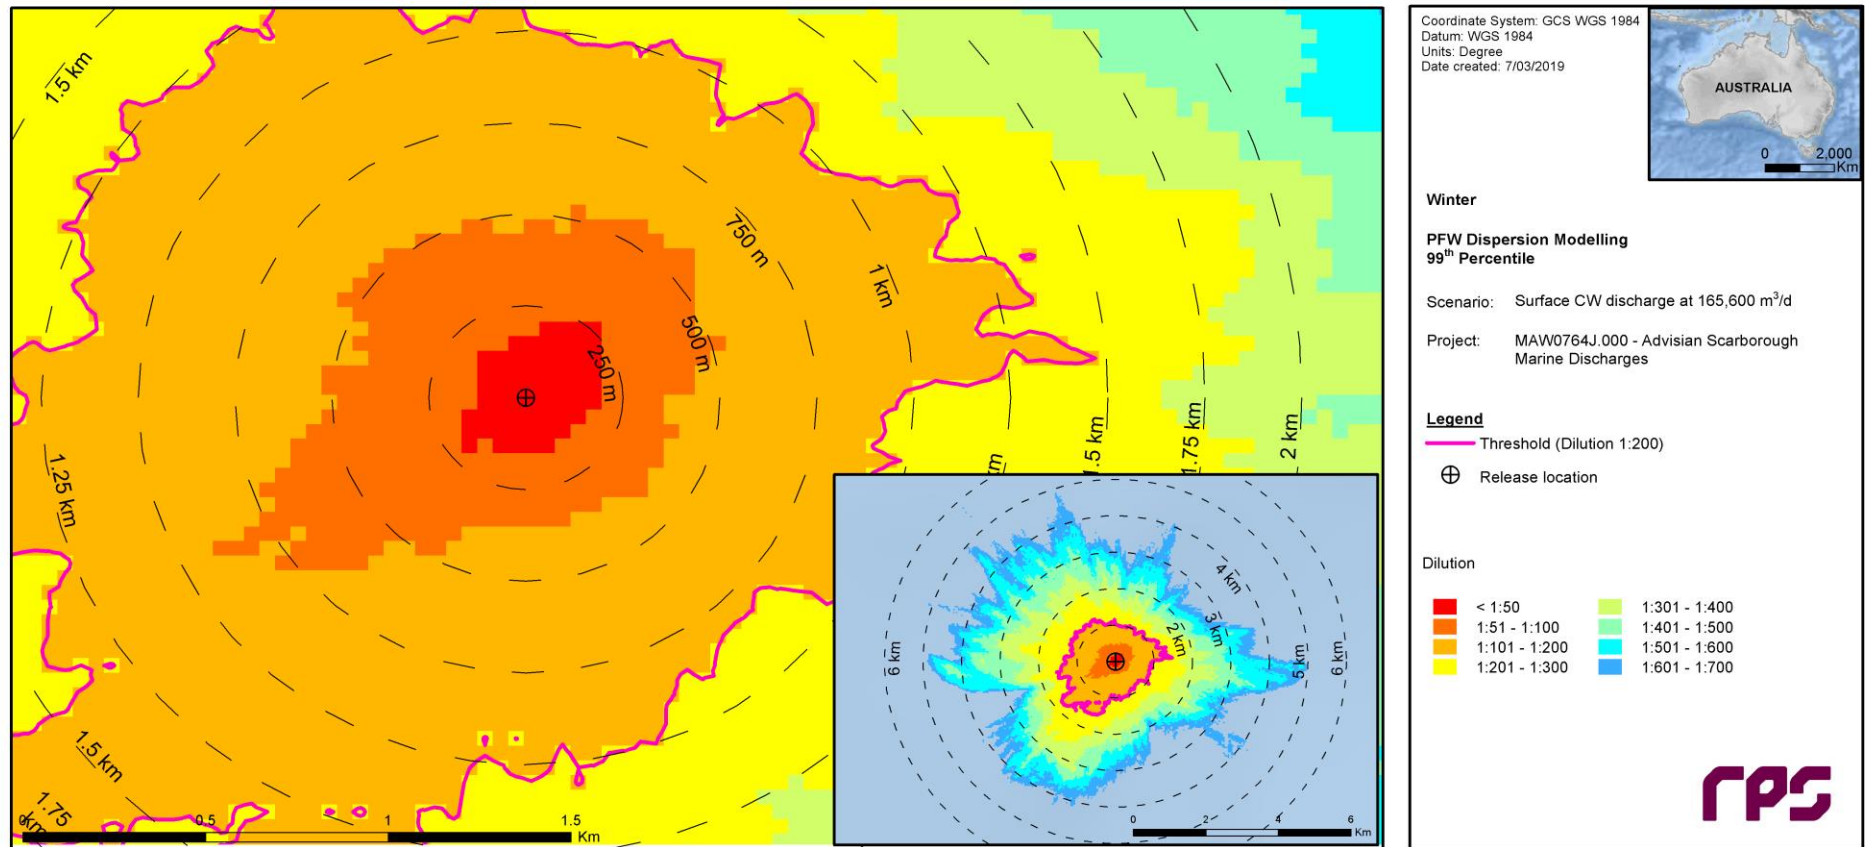 Coordinate System: GCS WGS 1984
Datum: WGS 1984
Units: Degree
Date created: 7/03/2019
AUSTRALIA
0 2,000
Km
Winter
PFW Dispersion Modelling
99th Percentile
Scenario: Surface CW discharge at 165,600 m³/d
Project: MAW0764J.000 - Advisian Scarborough
Marine Discharges
Legend
Threshold (Dilution 1:200)
Release location
Dilution
< 1:50
1:51 - 1:100
1:101 - 1:200
1:201 - 1:300
1:301 - 1:400
1:401 - 1:500
1:501 - 1:600
1:601 - 1:700
rps
1.5 km
750 m
1 km
500 m
250 m
1.25 km
km
1.5 km
1.75 km
2 km
1.5 km
1.75
km
0 0.5 1 1.5
Km
4 km
3 km
2 km
6 km
5 km
6 km
0 2 4 6
Km